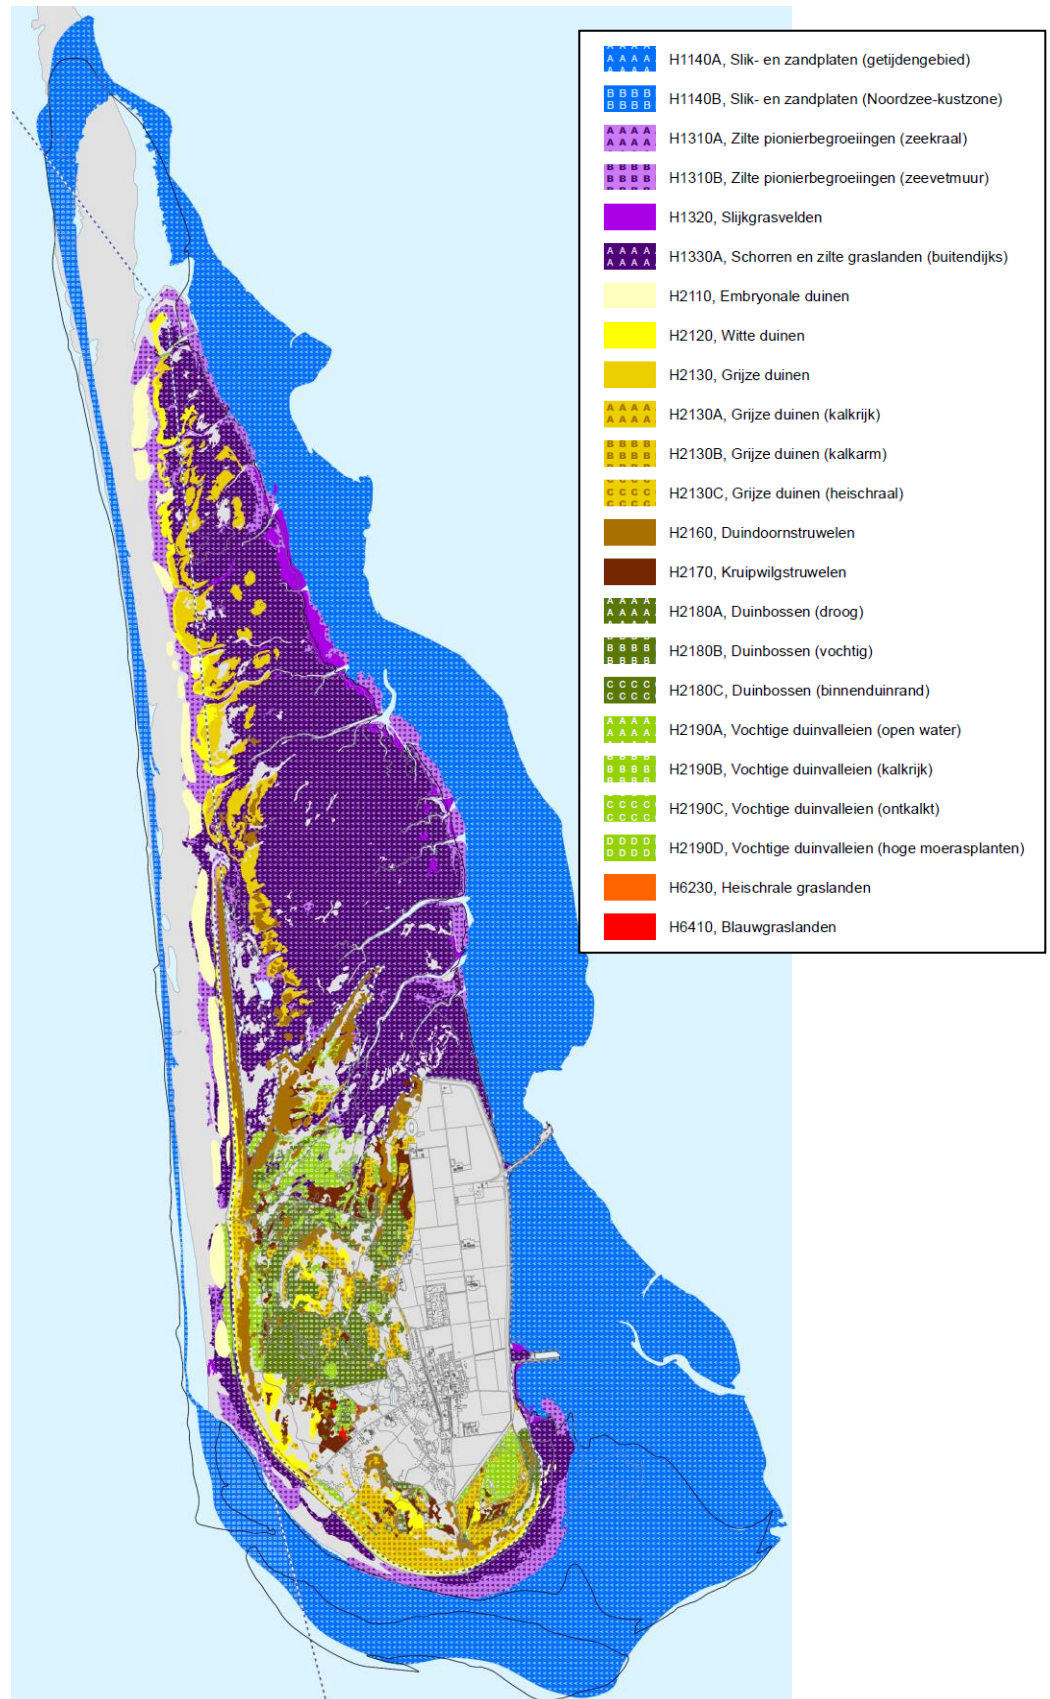 H1140A, Slik- en zandplaten (getijdengebied)
H1140B, Slik- en zandplaten (Noordzee-kustzone)
H1310A, Zilte pionierbegroeiingen (zeekraal)
H1310B, Zilte pionierbegroeiingen (zeevetmuur)
H1320, Slijkgrasvelden
H1330A, Schorren en zilte graslanden (buitendijks)
H2110, Embryonale duinen
H2120, Witte duinen
H2130, Grijze duinen
H2130A, Grijze duinen (kalkrijk)
H2130B, Grijze duinen (kalkarm)
H2130C, Grijze duinen (heischraal)
H2160, Duindoornstruwelen
H2170, Kruipwilgstruwelen
H2180A, Duinbossen (droog)
H2180B, Duinbossen (vochtig)
H2180C, Duinbossen (binnenduinrand)
H2190A, Vochtige duinvalleien (open water)
H2190B, Vochtige duinvalleien (kalkrijk)
H2190C, Vochtige duinvalleien (ontkalkt)
H2190D, Vochtige duinvalleien (hoge moerasplanten)
H6230, Heischrale graslanden
H6410, Blauwgraslanden